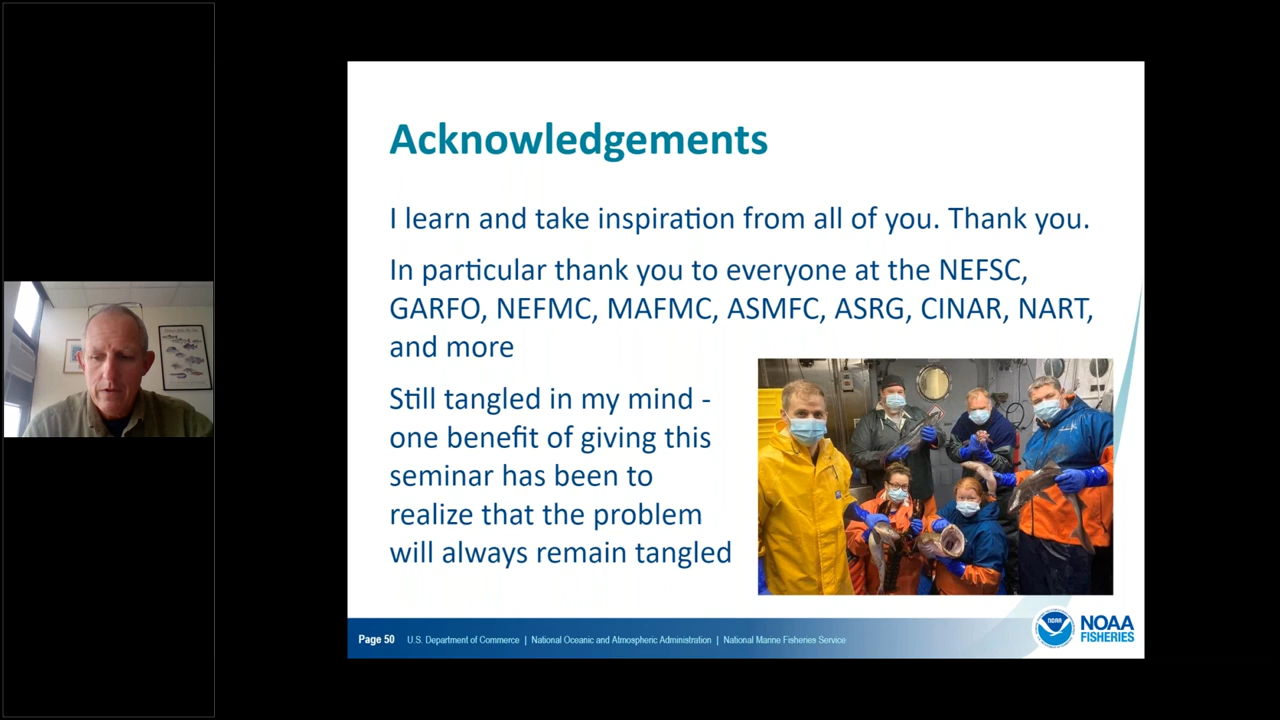 Acknowledgements
I learn and take inspiration from all of you. Thank you.
In particular thank you to everyone at the NEFSC,
GARFO, NEFMC, MAFMC, ASMFC, ASRG, CINAR, NART,
and more
Still tangled in my mind -
one benefit of giving this
seminar has been to
realize that the problem
will always remain tangled
Page 50 U.S. Department of Commerce | National Oceanic and Atmospheric Administration | National Marine Fisheries Service
NOAA
NOAA
FISHERIES